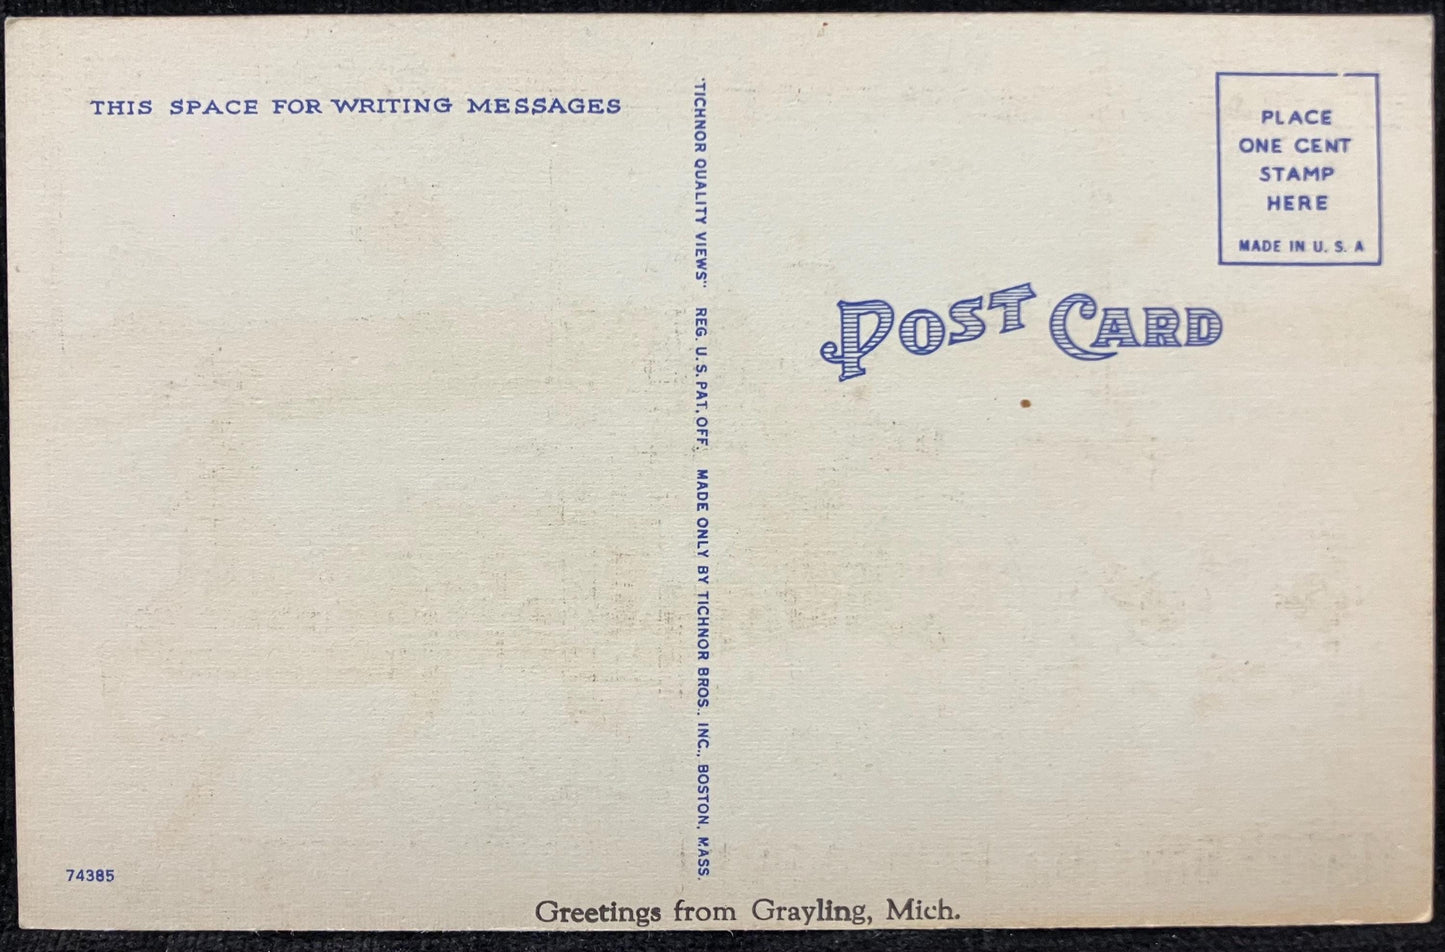 THIS SPACE FOR WRITING MESSAGES
"TICHNOR QUALITY VIEWS" REG. U. S. PAT. OFF. MADE ONLY BY TICHNOR BROS., INC., BOSTON, MASS.
PLACE
ONE CENT
STAMP
HERE
MADE IN U. S. A
POST CARD
74385
Greetings from Grayling, Mich.